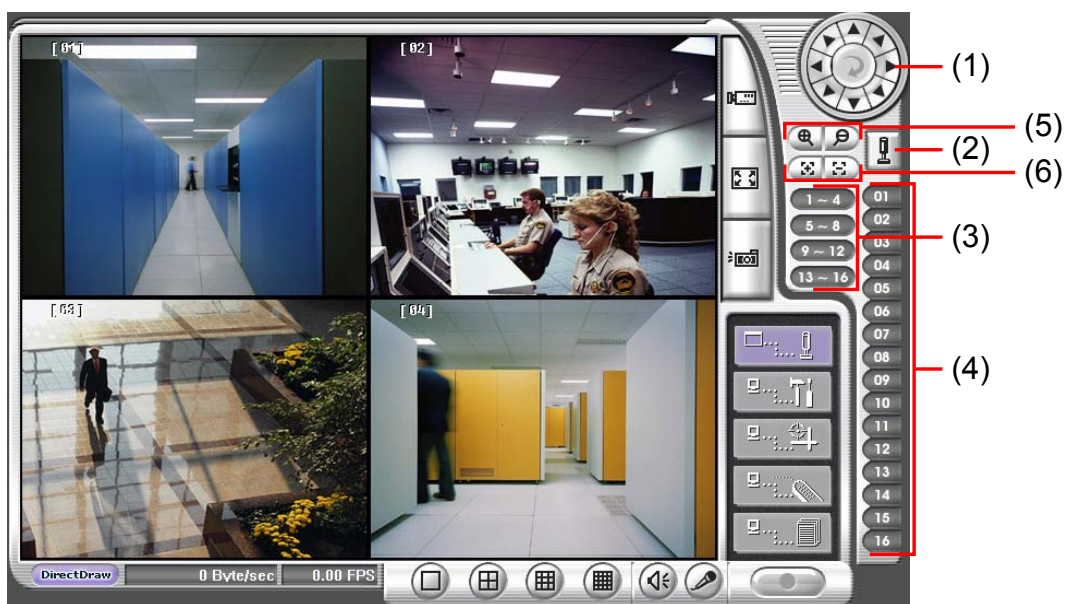 [ 01 ]
[ 02 ]
[ 03 ]
[ 04 ]
(1)
(5)
(2)
(6)
1 ~ 4
5 ~ 8
9 ~ 12
13 ~ 16
(3)
01
02
03
04
05
06
07
08
09
10
11
12
13
14
15
16
(4)
DirectDraw
0 Byte/sec
0.00 FPS